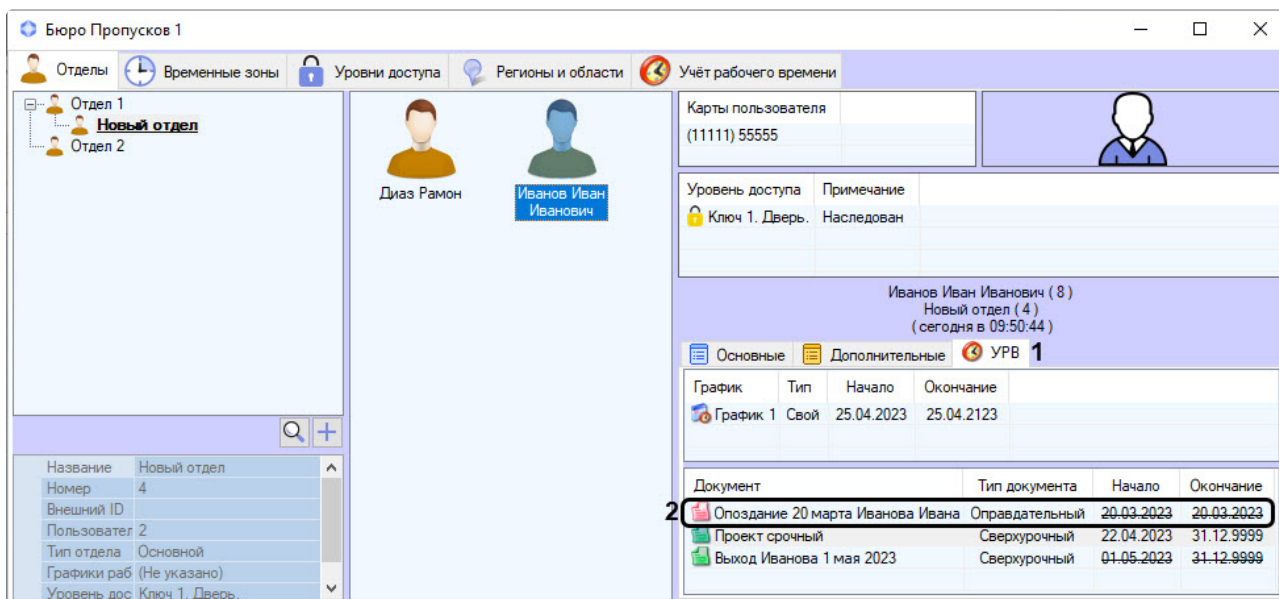 Бюро Пропусков 1
Отделы Временные зоны Уровни доступа Регионы и области Учёт рабочего времени
Отдел 1
Новый отдел
Отдел 2
Диаз Рамон
Иванов Иван
Иванович
Карты пользователя
(11111) 55555
Уровень доступа Примечание
Ключ 1. Дверь. Наследован
Иванов Иван Иванович ( 8 )
Новый отдел ( 4 )
( сегодня в 09:50:44 )
Основные Дополнительные УРВ 1
График Тип Начало Окончание
График 1 Свой 25.04.2023 25.04.2123
Документ Тип документа Начало Окончание
2 Опоздание 20 марта Иванова Ивана Оправдательный 20.03.2023 20.03.2023
Проект срочный Сверхурочный 22.04.2023 31.12.9999
Выход Иванова 1 мая 2023 Сверхурочный 01.05.2023 31.12.9999
Название Новый отдел
Номер 4
Внешний ID
Пользовател 2
Тип отдела Основной
Графики раб (Не указано)
Уровень дос Ключ 1. Дверь.